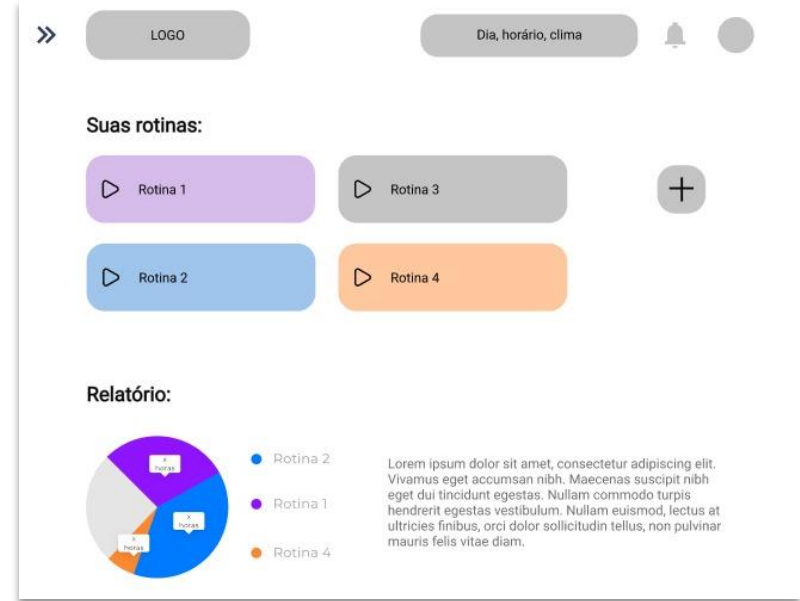 LOGO
Dia, horário, clima
Suas rotinas:
Rotina 1
Rotina 3
Rotina 2
Rotina 4
Relatório:
x
horas
x
horas
x
horas
Rotina 2
Rotina 1
Rotina 4
Lorem ipsum dolor sit amet, consectetur adipiscing elit.
Vivamus eget accumsan nibh. Maecenas suscipit nibh
eget dui tincidunt egestas. Nullam commodo turpis
hendrerit egestas vestibulum. Nullam euismod, lectus at
ultricies finibus, orci dolor sollicitudin tellus, non pulvinar
mauris felis vitae diam.